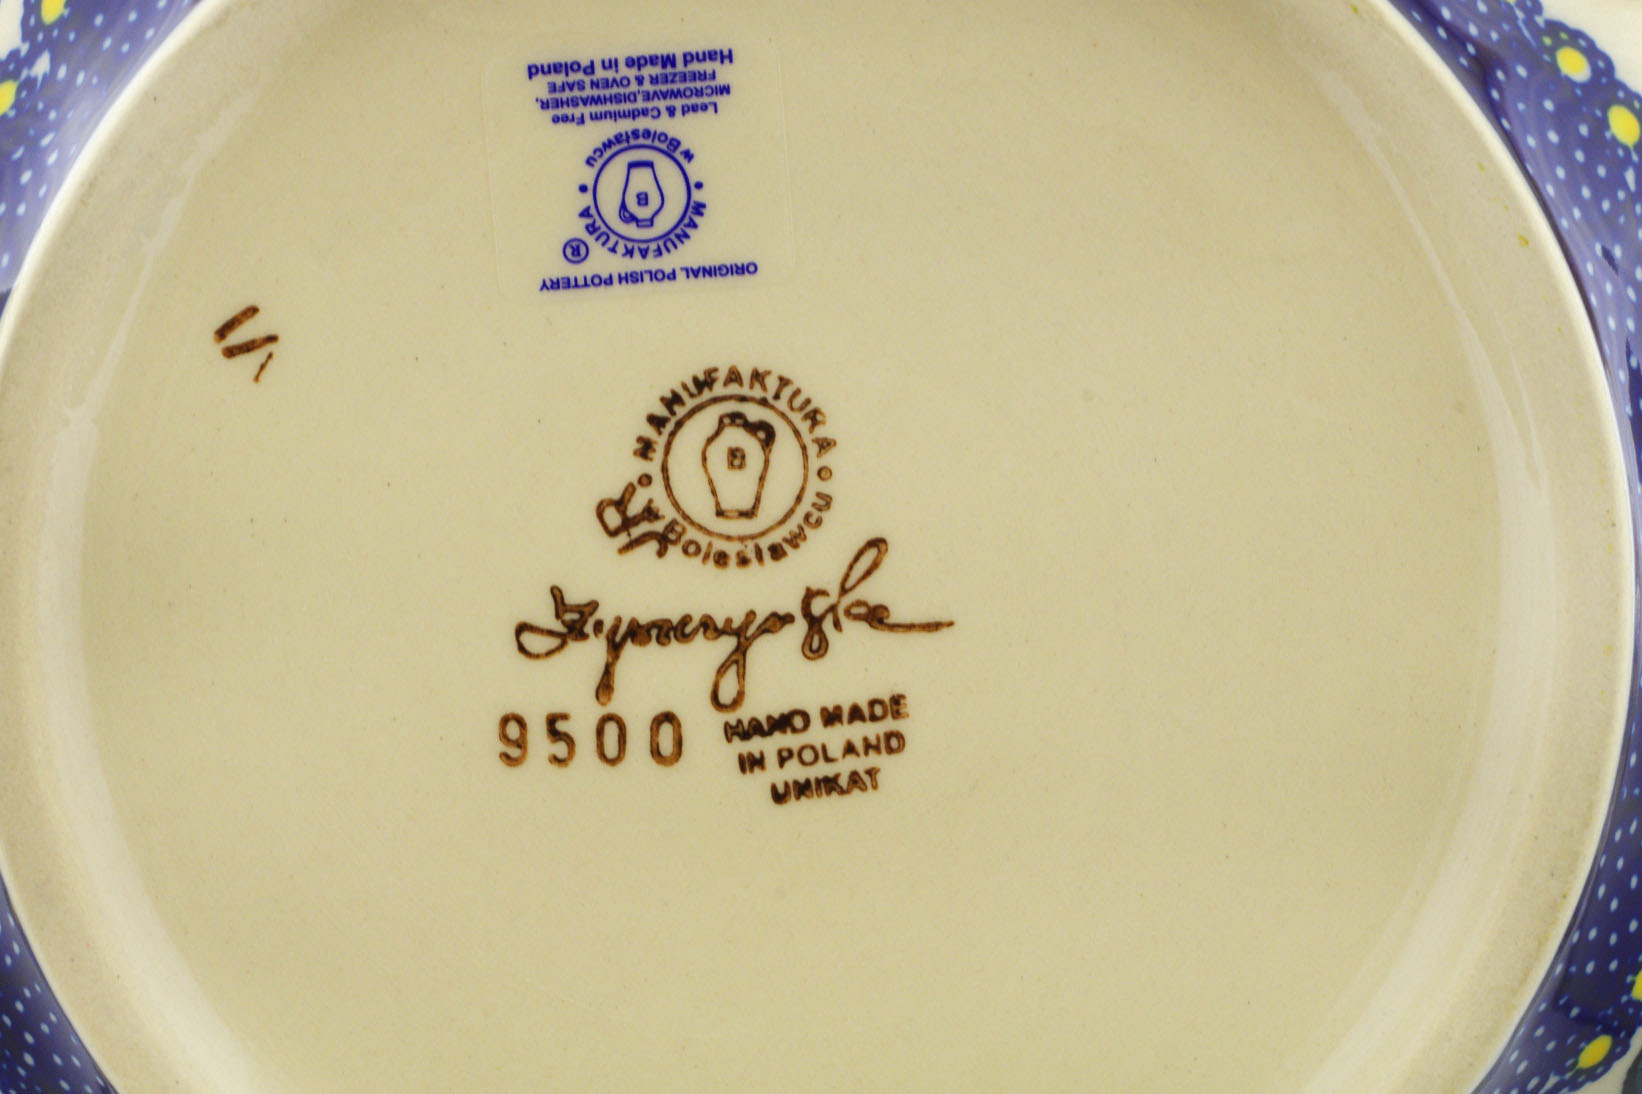 ORIGINAL POLISH POTTERY
MANUFAKTURA
w Bolesławcu
B
®
Lead & Cadmium Free
MICROWAVE, DISHWASHER,
FREEZER & OVEN SAFE
Hand Made in Poland
MANUFAKTURA
B
Bolesławcu
9500
HAND MADE
IN POLAND
UNIKAT